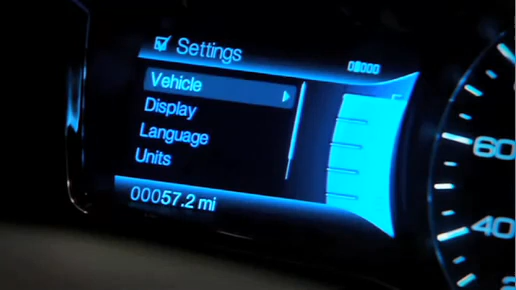 Settings
Vehicle
Display
Language
Units
00057.2 mi
60
40